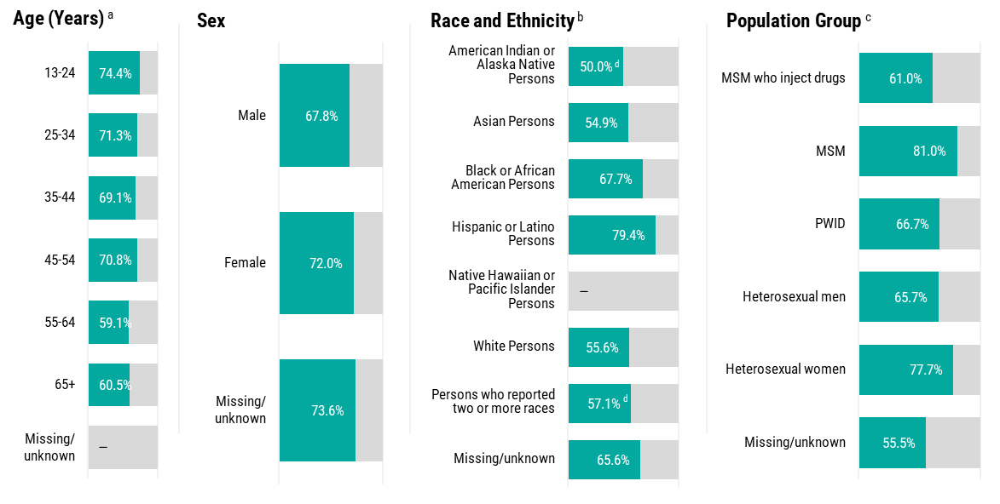 Age (Years) a
13-24
74.4%
25-34
71.3%
35-44
69.1%
45-54
70.8%
55-64
59.1%
65+
60.5%
Missing/
unknown
–
Sex
Male
67.8%
Female
72.0%
Missing/
unknown
73.6%
Race and Ethnicity b
American Indian or
Alaska Native
Persons
50.0% d
Asian Persons
54.9%
Black or African
American Persons
67.7%
Hispanic or Latino
Persons
79.4%
Native Hawaiian or
Pacific Islander
Persons
–
White Persons
55.6%
Persons who reported
two or more races
57.1% d
Missing/unknown
65.6%
Population Group c
MSM who inject drugs
61.0%
MSM
81.0%
PWID
66.7%
Heterosexual men
65.7%
Heterosexual women
77.7%
Missing/unknown
55.5%